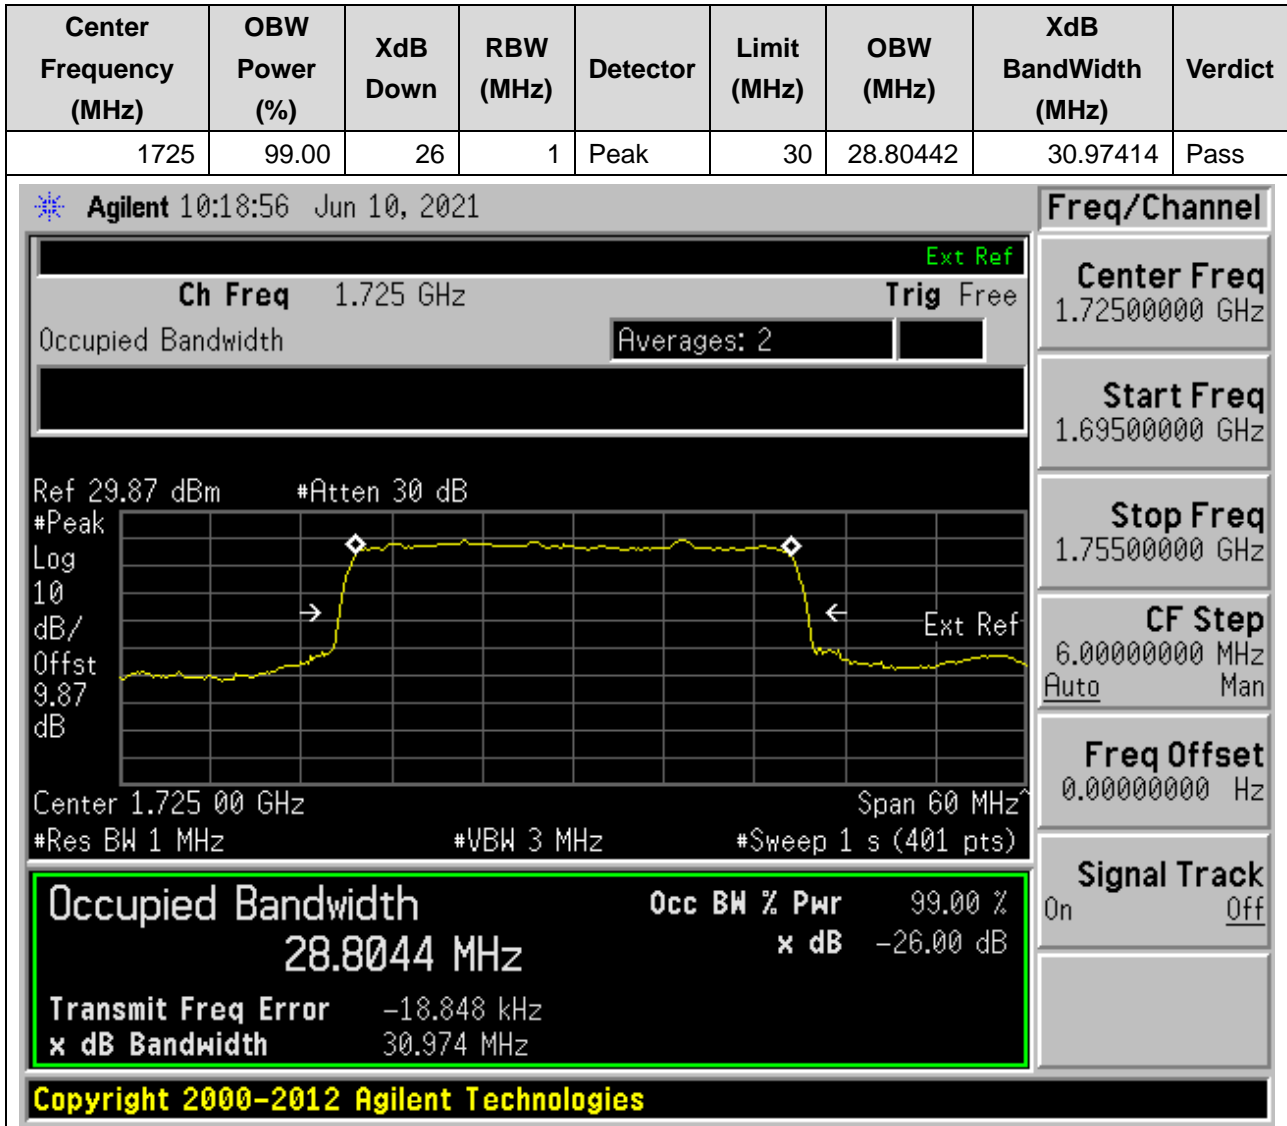 Center Frequency (MHz) OBW Power (%) XdB Down RBW (MHz) Detector Limit (MHz) OBW (MHz) XdB BandWidth (MHz) Verdict
1725 99.00 26 1 Peak 30 28.80442 30.97414 Pass
Agilent 10:18:56 Jun 10, 2021
Ext Ref
Ch Freq 1.725 GHz Trig Free
Occupied Bandwidth Averages: 2
Ref 29.87 dBm #Atten 30 dB
#Peak
Log
10
dB/
Offst
9.87
dB
Ext Ref
Center 1.725 00 GHz Span 60 MHz^
#Res BW 1 MHz #VBW 3 MHz #Sweep 1 s (401 pts)
Occupied Bandwidth Occ BW % Pwr 99.00 %
28.8044 MHz x dB -26.00 dB
Transmit Freq Error -18.848 kHz
x dB Bandwidth 30.974 MHz
Copyright 2000-2012 Agilent Technologies
Freq/Channel
Center Freq
1.72500000 GHz
Start Freq
1.69500000 GHz
Stop Freq
1.75500000 GHz
CF Step
6.00000000 MHz
Auto Man
Freq Offset
0.00000000 Hz
Signal Track
On Off